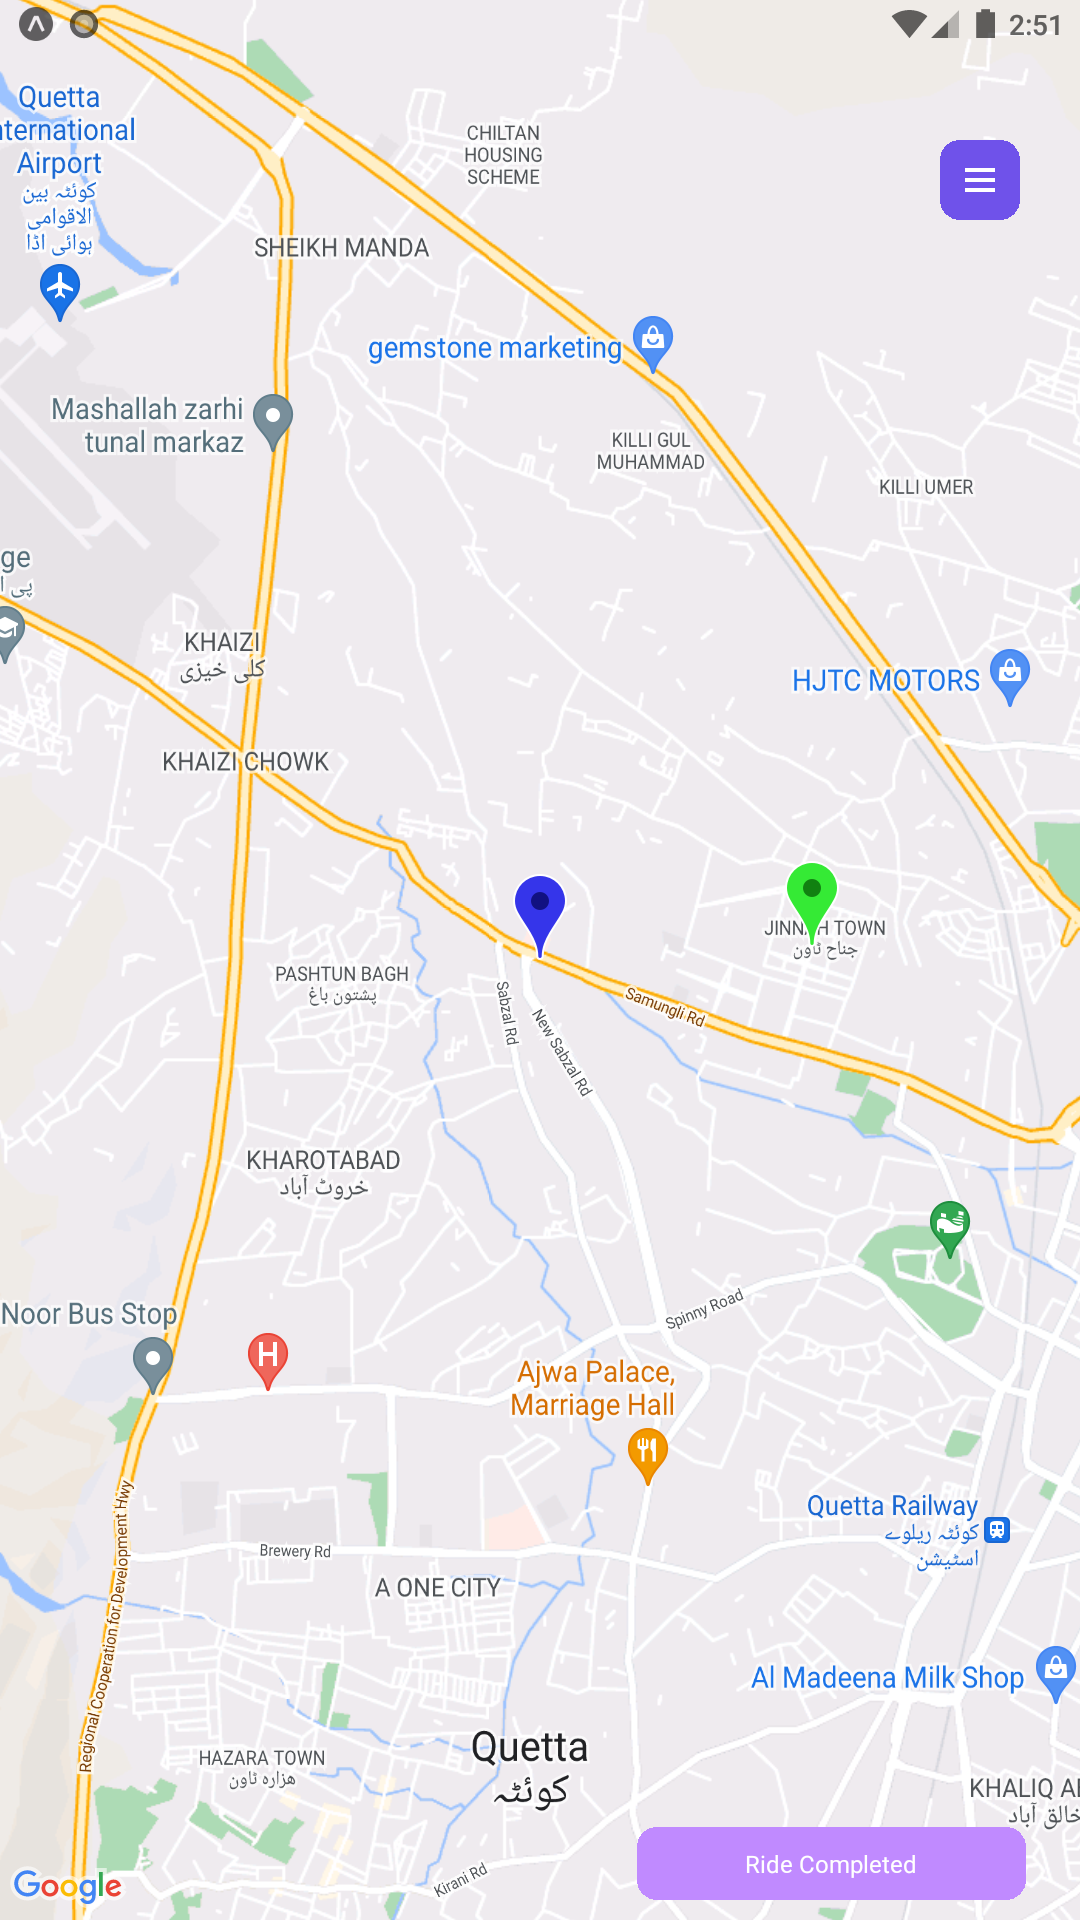 2:51
Quetta
nternational
Airport
کوئٹہ بین
الاقوامی
ہوائی اڈا
CHILTAN
HOUSING
SCHEME
SHEIKH MANDA
gemstone marketing
Mashallah zarhi
tunal markaz
KILLI GUL
MUHAMMAD
KILLI UMER
ge
پی ا
KHAIZI
کلی خیزی
HJTC MOTORS
KHAIZI CHOWK
JINNAH TOWN
جناح ٹاون
PASHTUN BAGH
پشتون باغ
Sabzal Rd
New Sabzal Rd
Samungli Rd
KHAROTABAD
خروٹ آباد
Noor Bus Stop
H
Spinny Road
Ajwa Palace,
Marriage Hall
Regional Cooperation for Development Hwy
Quetta Railway
کوئٹہ ریلوے
اسٹیشن
Brewery Rd
A ONE CITY
Al Madeena Milk Shop
Quetta
کوئٹہ
HAZARA TOWN
هزاره ٹاون
KHALIQ A
خالق آباد
Ride Completed
Kirani Rd
Google